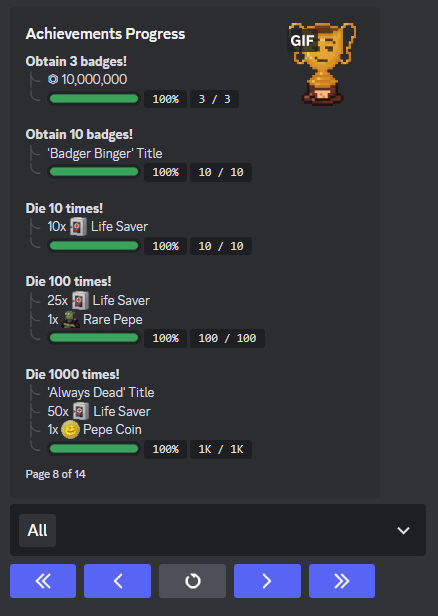 Achievements Progress
GIF
Obtain 3 badges!
10,000,000
100% 3 / 3
Obtain 10 badges!
'Badger Binger' Title
100% 10 / 10
Die 10 times!
10x Life Saver
100% 10 / 10
Die 100 times!
25x Life Saver
1x Rare Pepe
100% 100 / 100
Die 1000 times!
'Always Dead' Title
50x Life Saver
1x Pepe Coin
100% 1K / 1K
Page 8 of 14
All